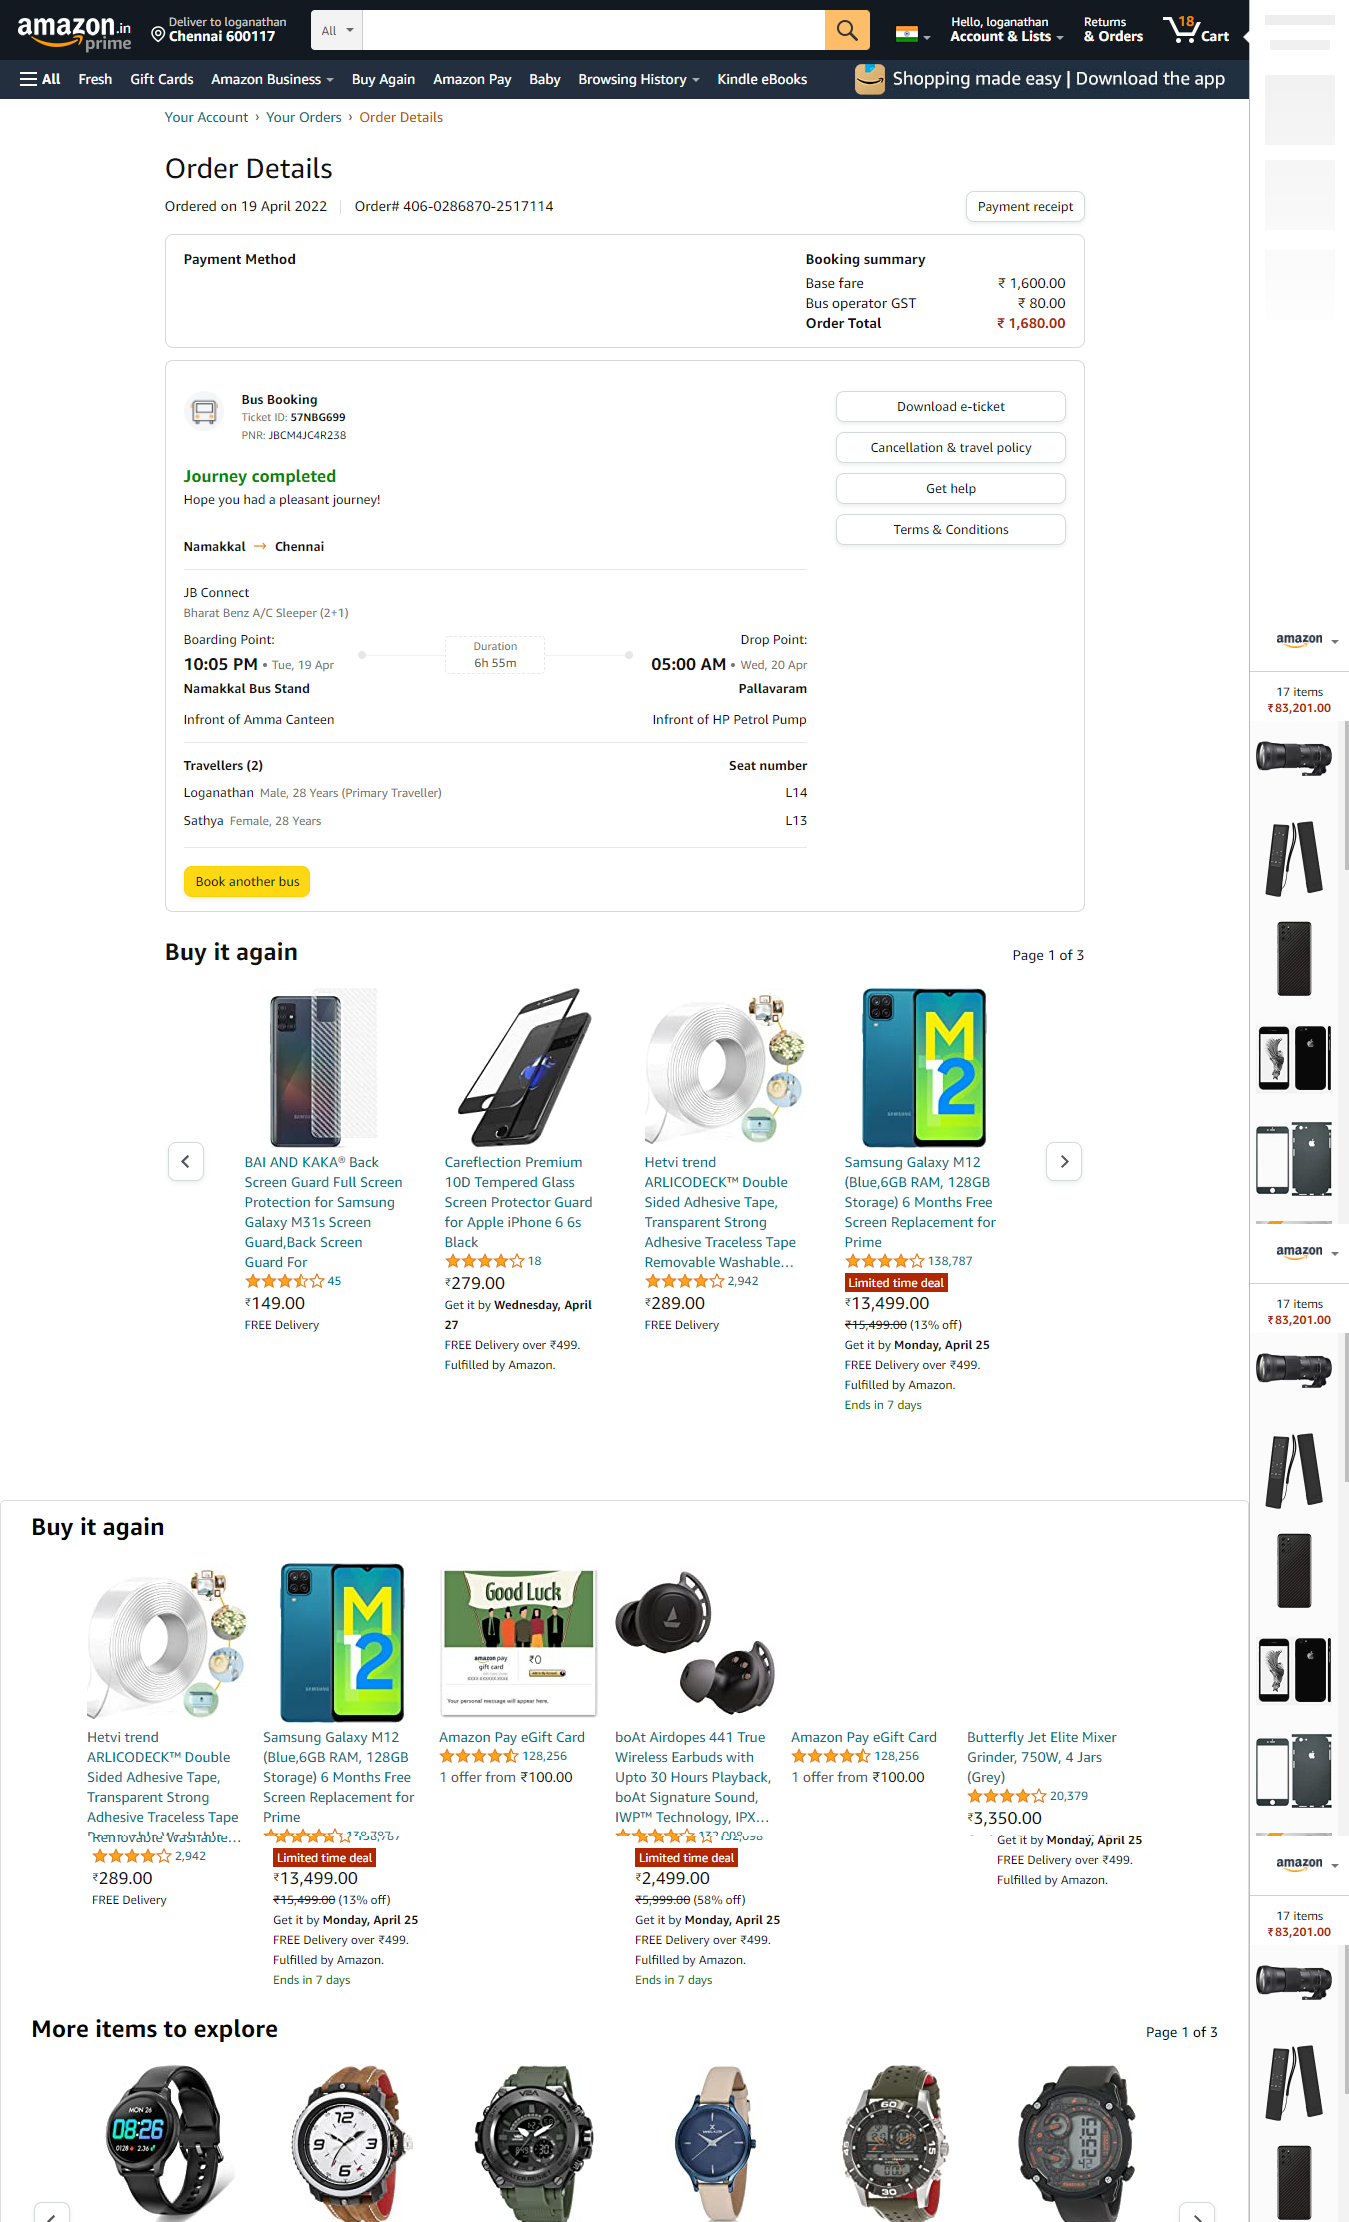 amazon.in
prime
Deliver to loganathan
Chennai 600117
All
Hello, loganathan
Account & Lists
Returns
& Orders
18
Cart
All
Fresh
Gift Cards
Amazon Business
Buy Again
Amazon Pay
Baby
Browsing History
Kindle eBooks
Shopping made easy | Download the app
Your Account › Your Orders › Order Details
Order Details
Ordered on 19 April 2022
Order# 406-0286870-2517114
Payment receipt
Payment Method
Booking summary
Base fare ₹ 1,600.00
Bus operator GST ₹ 80.00
Order Total ₹ 1,680.00
Bus Booking
Ticket ID: 57NBG699
PNR: JBCM4JC4R238
Download e-ticket
Cancellation & travel policy
Get help
Terms & Conditions
Journey completed
Hope you had a pleasant journey!
Namakkal → Chennai
JB Connect
Bharat Benz A/C Sleeper (2+1)
Boarding Point:
10:05 PM • Tue, 19 Apr
Namakkal Bus Stand
Infront of Amma Canteen
Duration
6h 55m
Drop Point:
05:00 AM • Wed, 20 Apr
Pallavaram
Infront of HP Petrol Pump
Travellers (2) Seat number
Loganathan Male, 28 Years (Primary Traveller) L14
Sathya Female, 28 Years L13
Book another bus
Buy it again
Page 1 of 3
BAI AND KAKA® Back
Screen Guard Full Screen
Protection for Samsung
Galaxy M31s Screen
Guard,Back Screen
Guard For
45
₹149.00
FREE Delivery
Careflection Premium
10D Tempered Glass
Screen Protector Guard
for Apple iPhone 6 6s
Black
18
₹279.00
Get it by Wednesday, April
27
FREE Delivery over ₹499.
Fulfilled by Amazon.
Hetvi trend
ARLICODECK™ Double
Sided Adhesive Tape,
Transparent Strong
Adhesive Traceless Tape
Removable Washable…
2,942
₹289.00
FREE Delivery
M
12
SAMSUNG
Samsung Galaxy M12
(Blue,6GB RAM, 128GB
Storage) 6 Months Free
Screen Replacement for
Prime
138,787
Limited time deal
₹13,499.00
₹15,499.00 (13% off)
Get it by Monday, April 25
FREE Delivery over ₹499.
Fulfilled by Amazon.
Ends in 7 days
Buy it again
Hetvi trend
ARLICODECK™ Double
Sided Adhesive Tape,
Transparent Strong
Adhesive Traceless Tape
Removable Washable…
2,942
₹289.00
FREE Delivery
M
12
SAMSUNG
Samsung Galaxy M12
(Blue,6GB RAM, 128GB
Storage) 6 Months Free
Screen Replacement for
Prime
138,787
Limited time deal
₹13,499.00
₹15,499.00 (13% off)
Get it by Monday, April 25
FREE Delivery over ₹499.
Fulfilled by Amazon.
Ends in 7 days
Good Luck
amazon pay
gift card
₹0
Your personal message will appear here.
Amazon Pay eGift Card
128,256
1 offer from ₹100.00
boAt Airdopes 441 True
Wireless Earbuds with
Upto 30 Hours Playback,
boAt Signature Sound,
IWP™ Technology, IPX…
Limited time deal
₹2,499.00
₹5,999.00 (58% off)
Get it by Monday, April 25
FREE Delivery over ₹499.
Fulfilled by Amazon.
Ends in 7 days
Amazon Pay eGift Card
128,256
1 offer from ₹100.00
Butterfly Jet Elite Mixer
Grinder, 750W, 4 Jars
(Grey)
20,379
₹3,350.00
Get it by Monday, April 25
FREE Delivery over ₹499.
Fulfilled by Amazon.
More items to explore
Page 1 of 3
MON 26
08:26
amazon
17 items
₹83,201.00
amazon
17 items
₹83,201.00
amazon
17 items
₹83,201.00